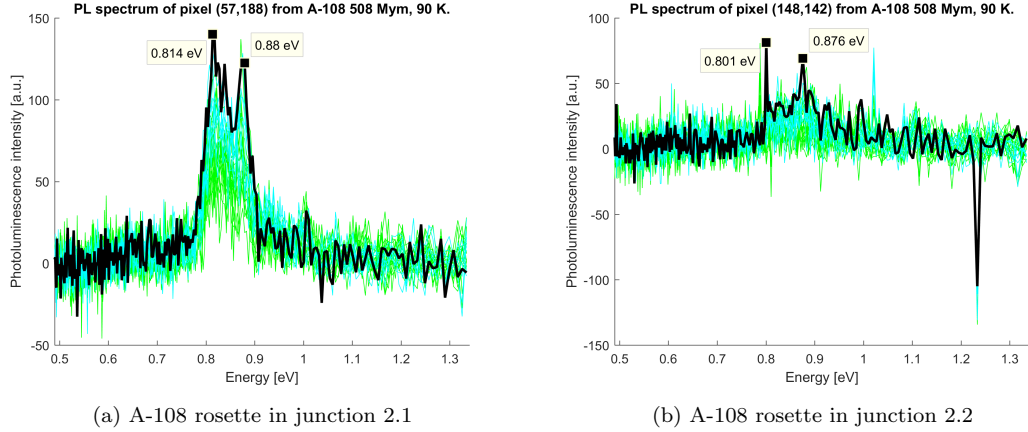 PL spectrum of pixel (57,188) from A-108 508 Mym, 90 K.
150
100
50
0
-50
Photoluminescence intensity [a.u.]
0.814 eV
0.88 eV
0.5 0.6 0.7 0.8 0.9 1 1.1 1.2 1.3
Energy [eV]
(a) A-108 rosette in junction 2.1
PL spectrum of pixel (148,142) from A-108 508 Mym, 90 K.
100
50
0
-50
-100
-150
Photoluminescence intensity [a.u.]
0.801 eV
0.876 eV
0.5 0.6 0.7 0.8 0.9 1 1.1 1.2 1.3
Energy [eV]
(b) A-108 rosette in junction 2.2